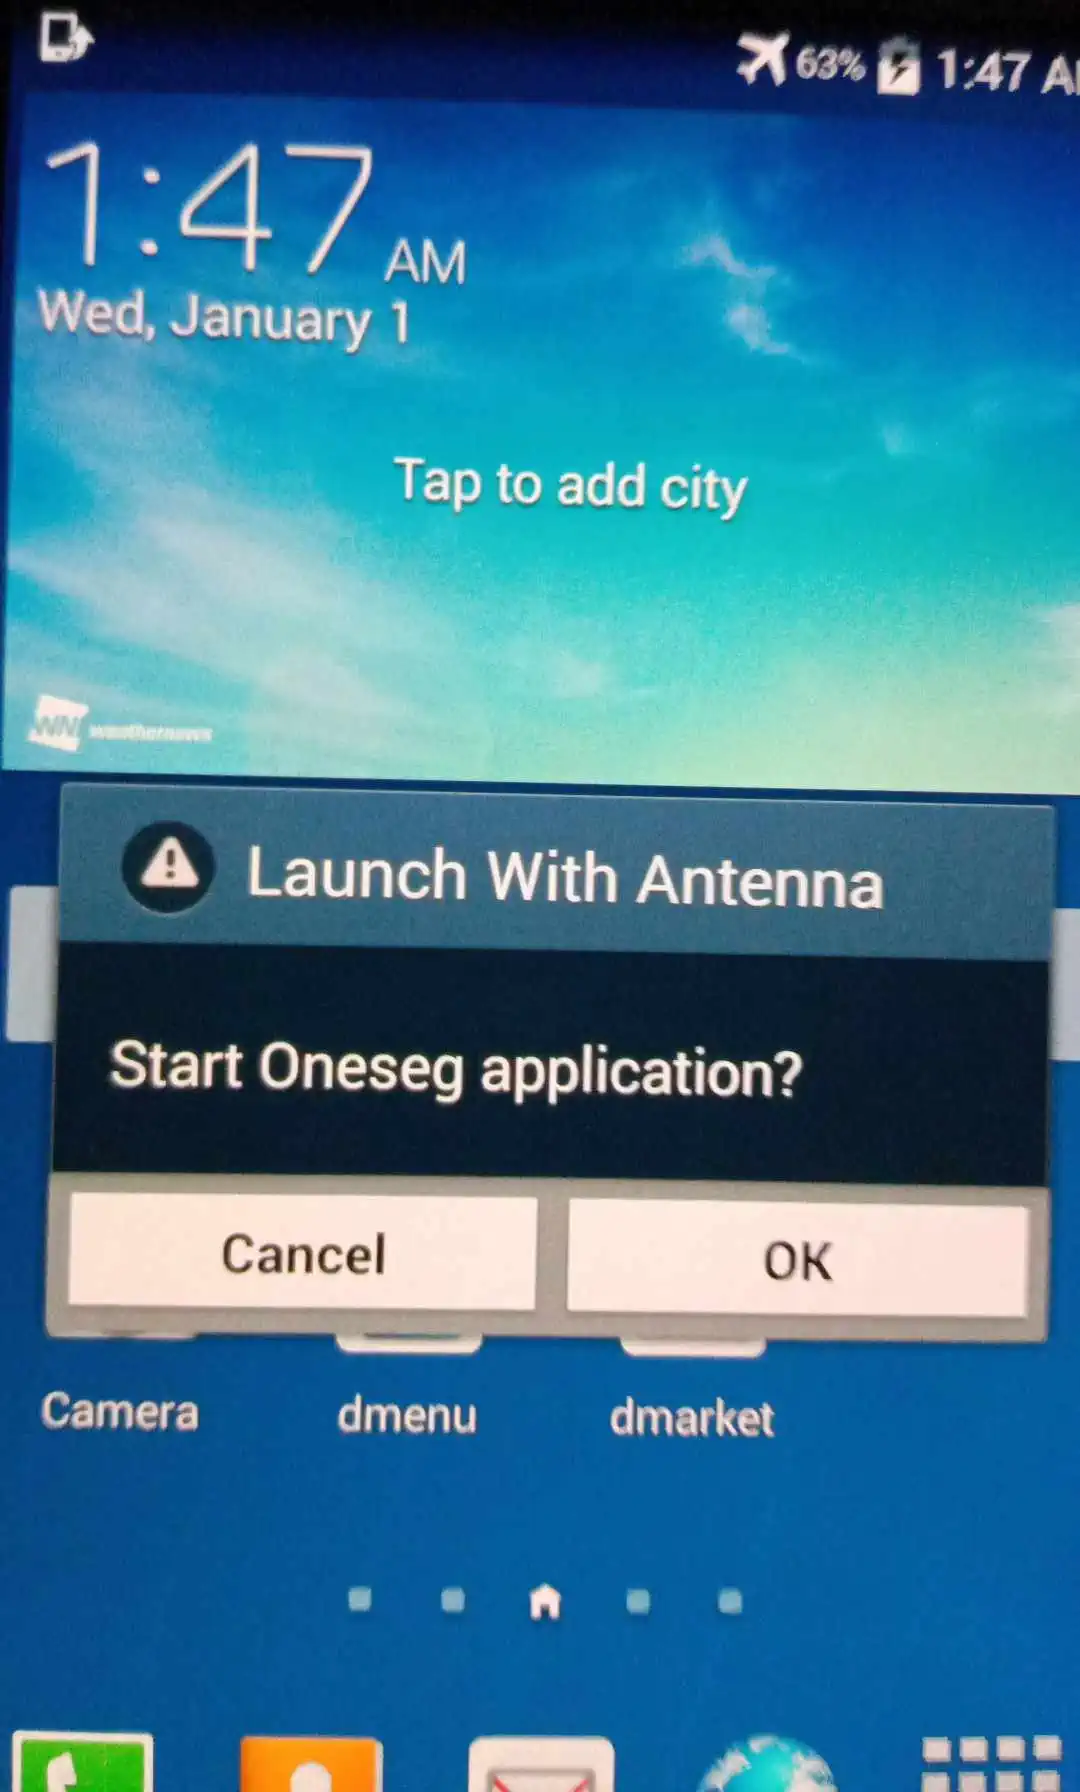 63% 1:47 A
1:47 AM
Wed, January 1
Tap to add city
WN weathernews
Launch With Antenna
Start Oneseg application?
Cancel OK
Camera dmenu dmarket